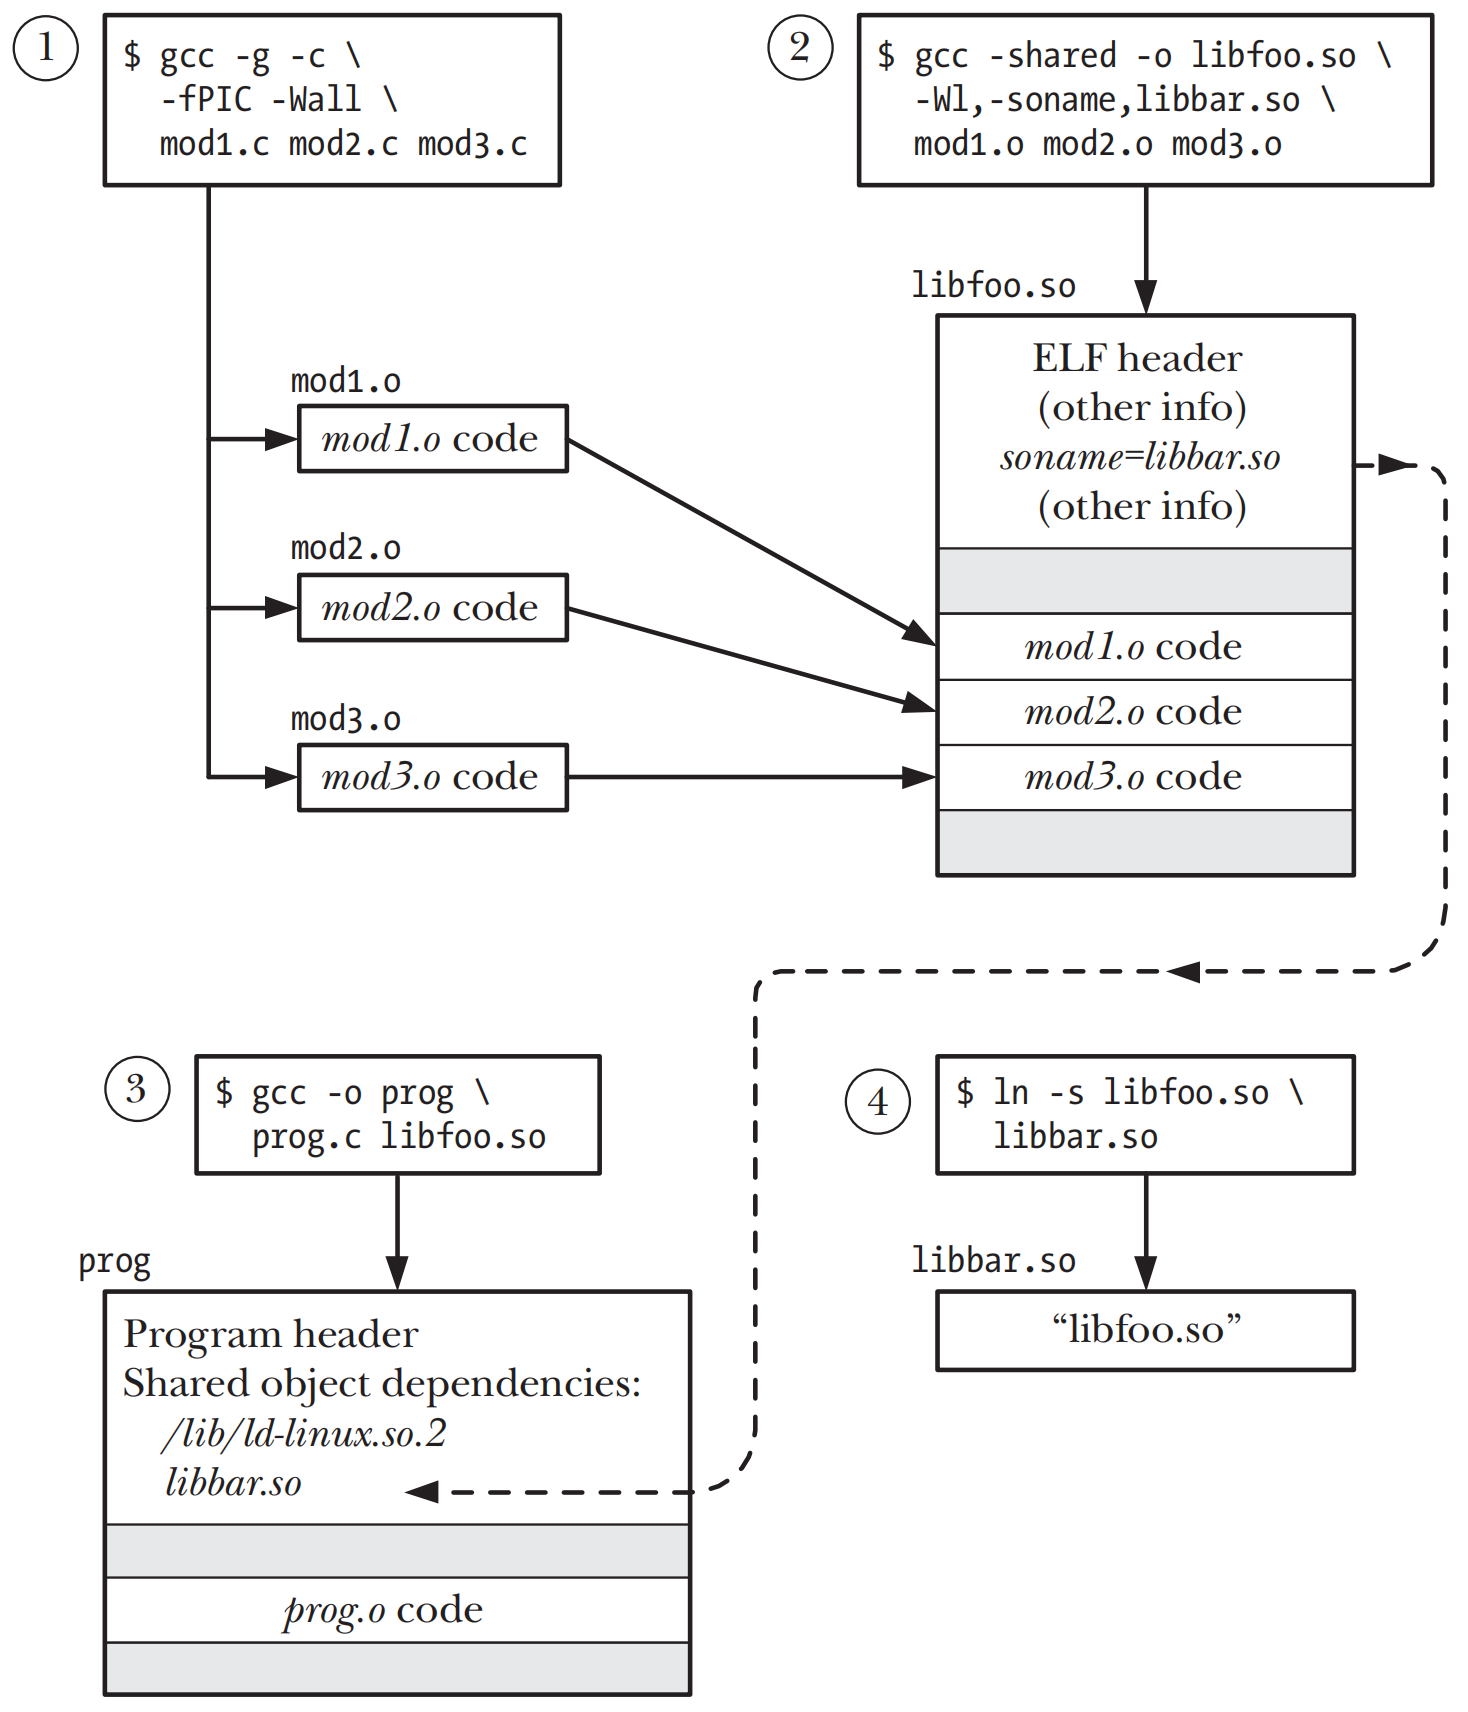 1
$ gcc -g -c \
-fPIC -Wall \
mod1.c mod2.c mod3.c
2
$ gcc -shared -o libfoo.so \
-Wl,-soname,libbar.so \
mod1.o mod2.o mod3.o
mod1.o
mod1.o code
mod2.o
mod2.o code
mod3.o
mod3.o code
libfoo.so
ELF header
(other info)
soname=libbar.so
(other info)
mod1.o code
mod2.o code
mod3.o code
3
$ gcc -o prog \
prog.c libfoo.so
prog
Program header
Shared object dependencies:
/lib/ld-linux.so.2
libbar.so
prog.o code
4
$ ln -s libfoo.so \
libbar.so
libbar.so
“libfoo.so”